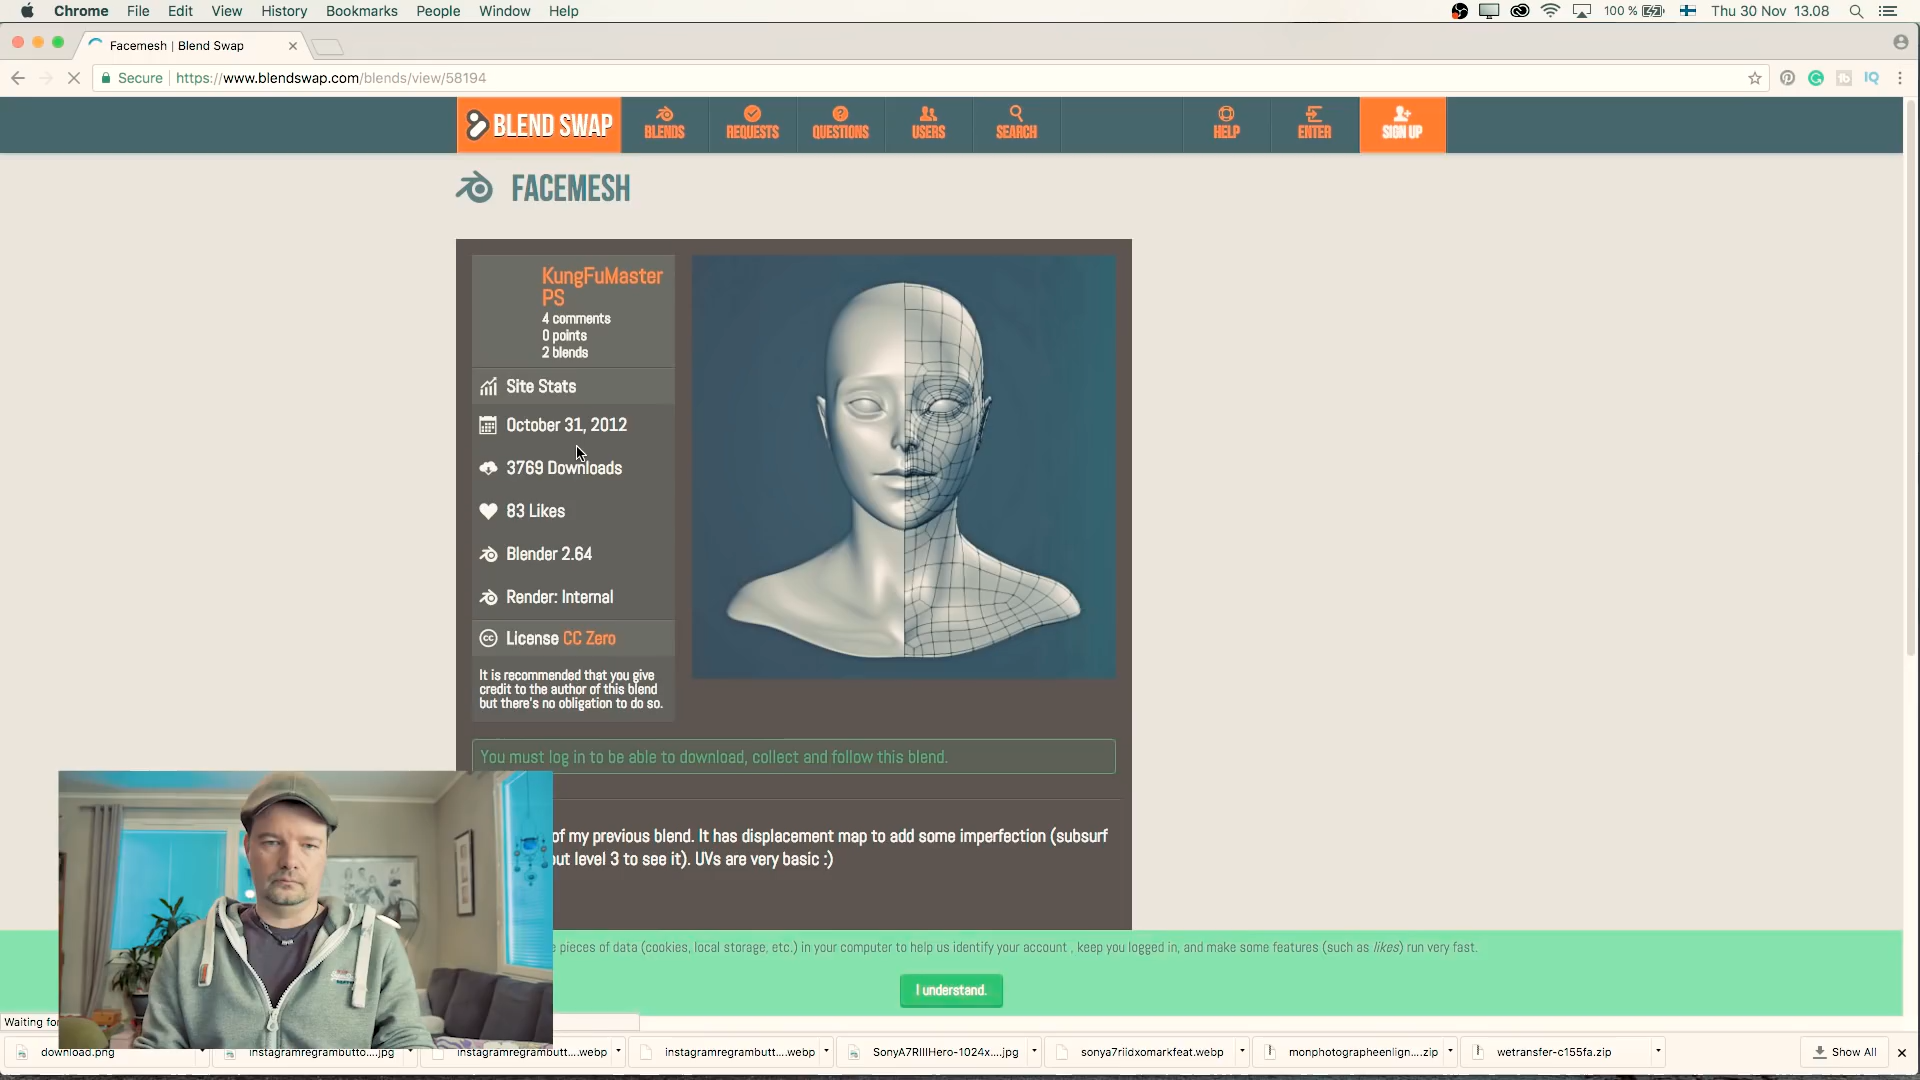 Chrome File Edit View History Bookmarks People Window Help 100 % Thu 30 Nov 13.08
Facemesh | Blend Swap
Secure https://www.blendswap.com/blends/view/58194
BLEND SWAP BLENDS REQUESTS QUESTIONS USERS SEARCH HELP ENTER SIGN UP
FACEMESH
KungFuMaster
PS
4 comments
0 points
2 blends
Site Stats
October 31, 2012
3769 Downloads
83 Likes
Blender 2.64
Render: Internal
License CC Zero
It is recommended that you give
credit to the author of this blend
but there's no obligation to do so.
You must log in to be able to download, collect and follow this blend.
of my previous blend. It has displacement map to add some imperfection (subsurf
level 3 to see it). UVs are very basic :)
pieces of data (cookies, local storage, etc.) in your computer to help us identify your account , keep you logged in, and make some features (such as likes) run very fast.
I understand.
Waiting for
download.png instagramregrambutto....jpg instagramregrambutt....webp instagramregrambutt....webp SonyA7RIIIHero-1024x....jpg sonya7riidxomarkfeat.webp monphotographeenlign....zip wetransfer-c155fa.zip Show All